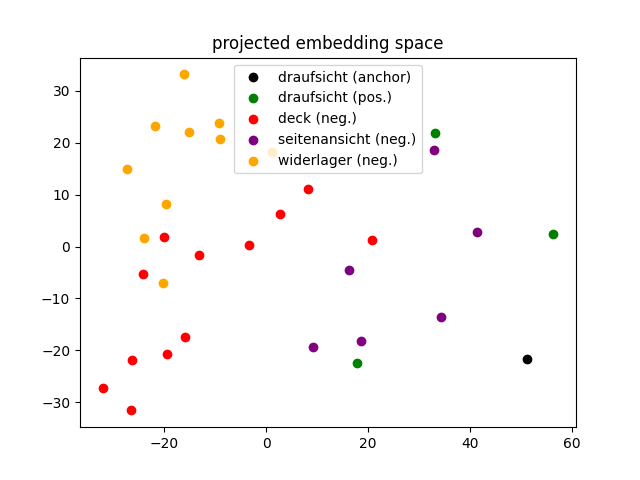 projected embedding space
draufsicht (anchor)
draufsicht (pos.)
deck (neg.)
seitenansicht (neg.)
widerlager (neg.)
30
20
10
0
−10
−20
−30
−20
0
20
40
60